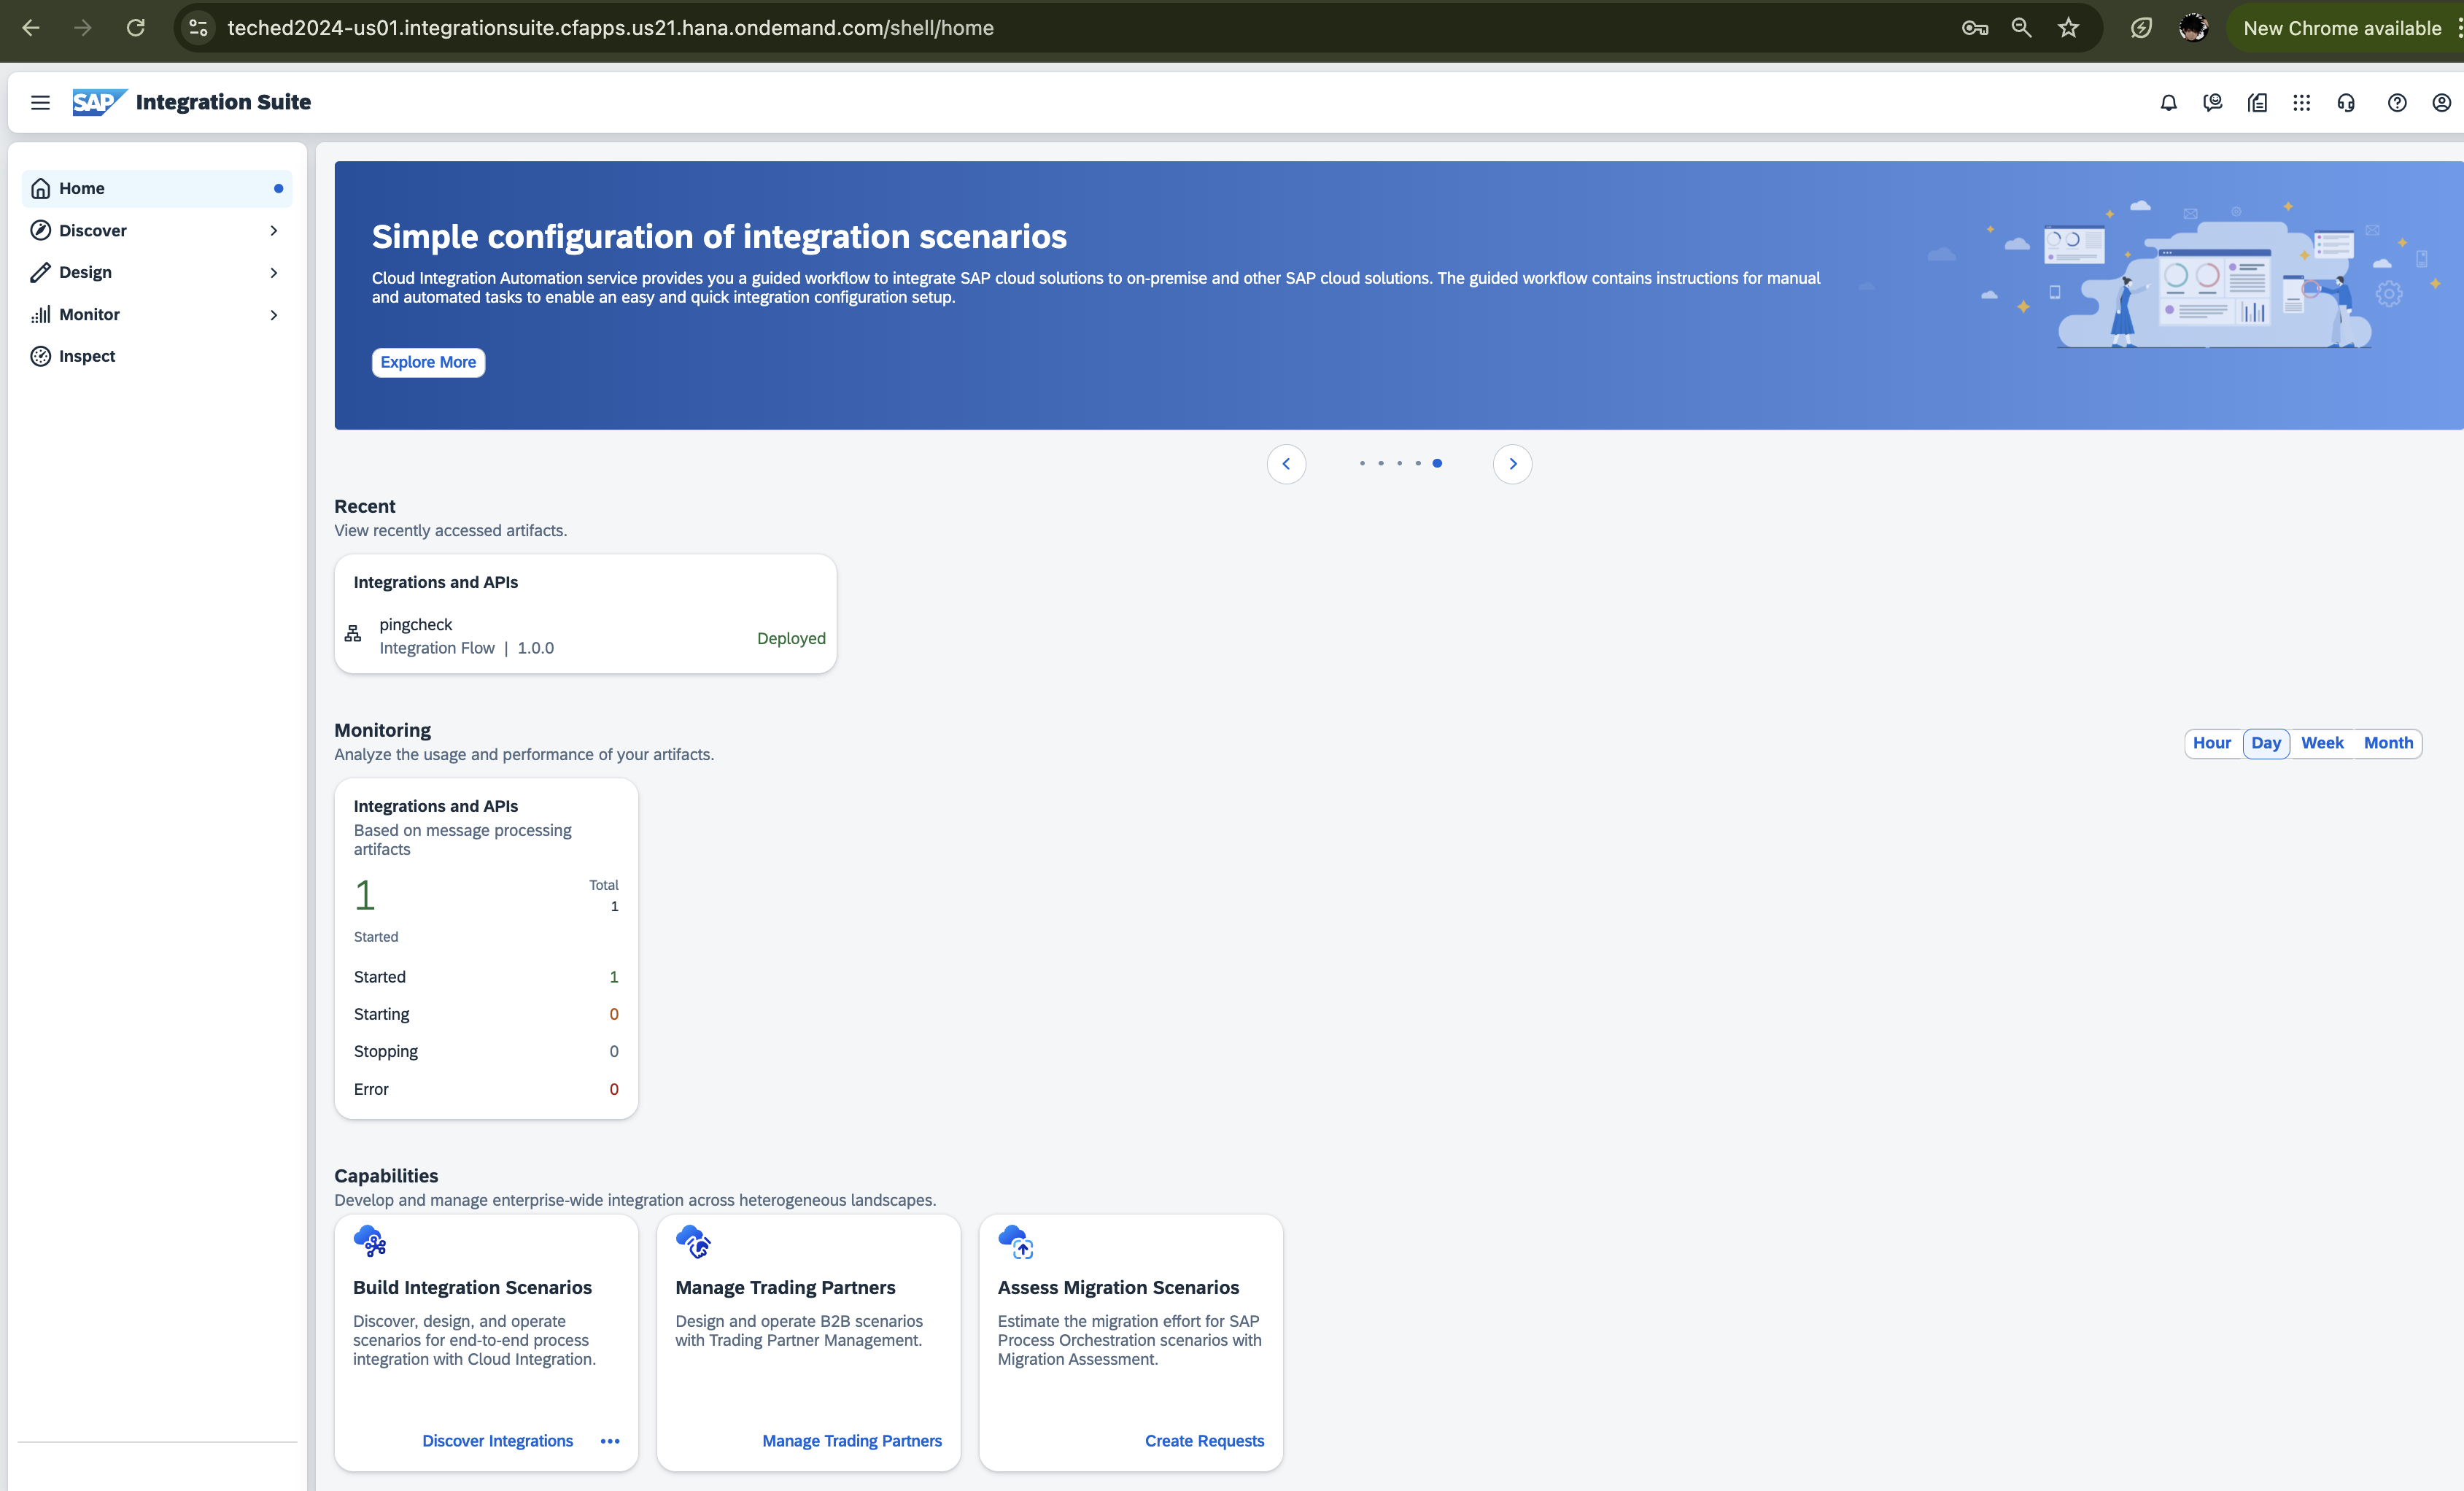 teched2024-us01.integrationsuite.cfapps.us21.hana.ondemand.com/shell/home
New Chrome available
SAP Integration Suite
Home
Discover
Design
Monitor
Inspect
Simple configuration of integration scenarios
Cloud Integration Automation service provides you a guided workflow to integrate SAP cloud solutions to on-premise and other SAP cloud solutions. The guided workflow contains instructions for manual
and automated tasks to enable an easy and quick integration configuration setup.
Explore More
Recent
View recently accessed artifacts.
Integrations and APIs
pingcheck
Integration Flow | 1.0.0
Deployed
Monitoring
Analyze the usage and performance of your artifacts.
Hour Day Week Month
Integrations and APIs
Based on message processing
artifacts
1
Started
Total
1
Started 1
Starting 0
Stopping 0
Error 0
Capabilities
Develop and manage enterprise-wide integration across heterogeneous landscapes.
Build Integration Scenarios
Discover, design, and operate
scenarios for end-to-end process
integration with Cloud Integration.
Discover Integrations
Manage Trading Partners
Design and operate B2B scenarios
with Trading Partner Management.
Manage Trading Partners
Assess Migration Scenarios
Estimate the migration effort for SAP
Process Orchestration scenarios with
Migration Assessment.
Create Requests